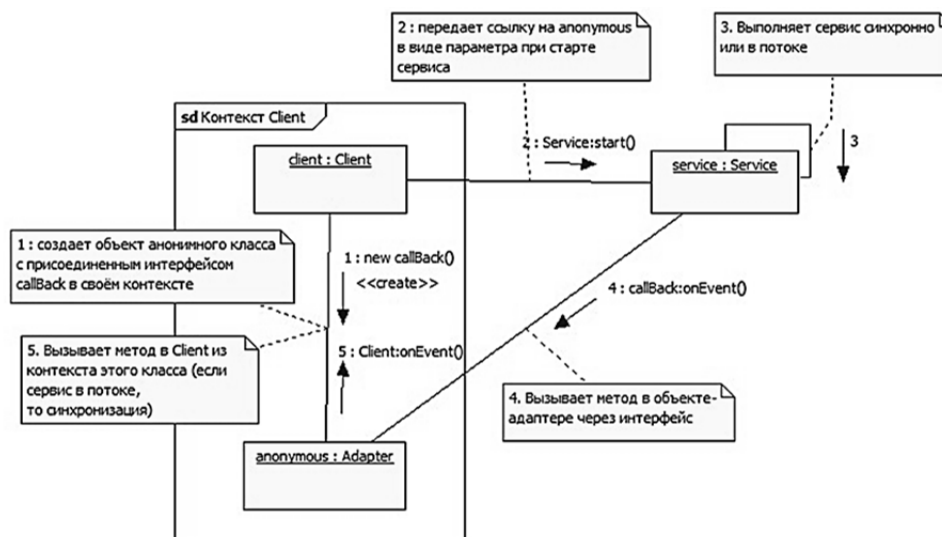 2 : передает ссылку на anonymous
в виде параметра при старте
сервиса
3. Выполняет сервис синхронно
или в потоке
sd Контекст Client
client : Client
2 : Service:start()
service : Service
3
1 : создает объект анонимного класса
с присоединенным интерфейсом
callBack в своём контексте
1 : new callBack()
<<create>>
4 : callBack:onEvent()
5. Вызывает метод в Client из
контекста этого класса (если
сервис в потоке,
то синхронизация)
5 : Client:onEvent()
4. Вызывает метод в объекте-
адаптере через интерфейс
anonymous : Adapter